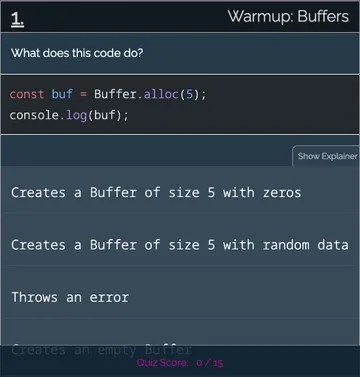 1.
Warmup: Buffers
What does this code do?
const buf = Buffer.alloc(5);
console.log(buf);
Show Explainer
Creates a Buffer of size 5 with zeros
Creates a Buffer of size 5 with random data
Throws an error
Creates an empty Buffer
Quiz Score: 0 / 15